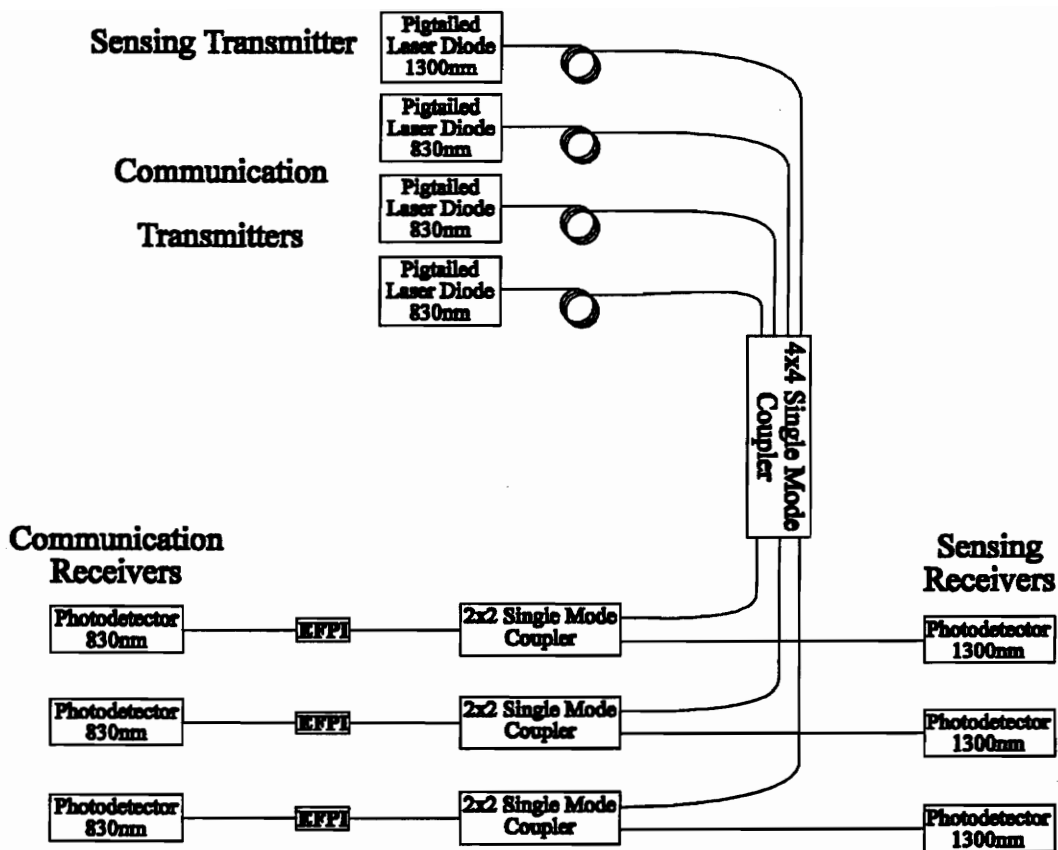 Sensing Transmitter
Pigtailed
Laser Diode
1300nm
Pigtailed
Laser Diode
830nm
Communication
Transmitters
Pigtailed
Laser Diode
830nm
Pigtailed
Laser Diode
830nm
4x4 Single Mode
Coupler
Communication
Receivers
Sensing
Receivers
Photodetector
830nm
EFPI
2x2 Single Mode
Coupler
Photodetector
1300nm
Photodetector
830nm
EFPI
2x2 Single Mode
Coupler
Photodetector
1300nm
Photodetector
830nm
EFPI
2x2 Single Mode
Coupler
Photodetector
1300nm